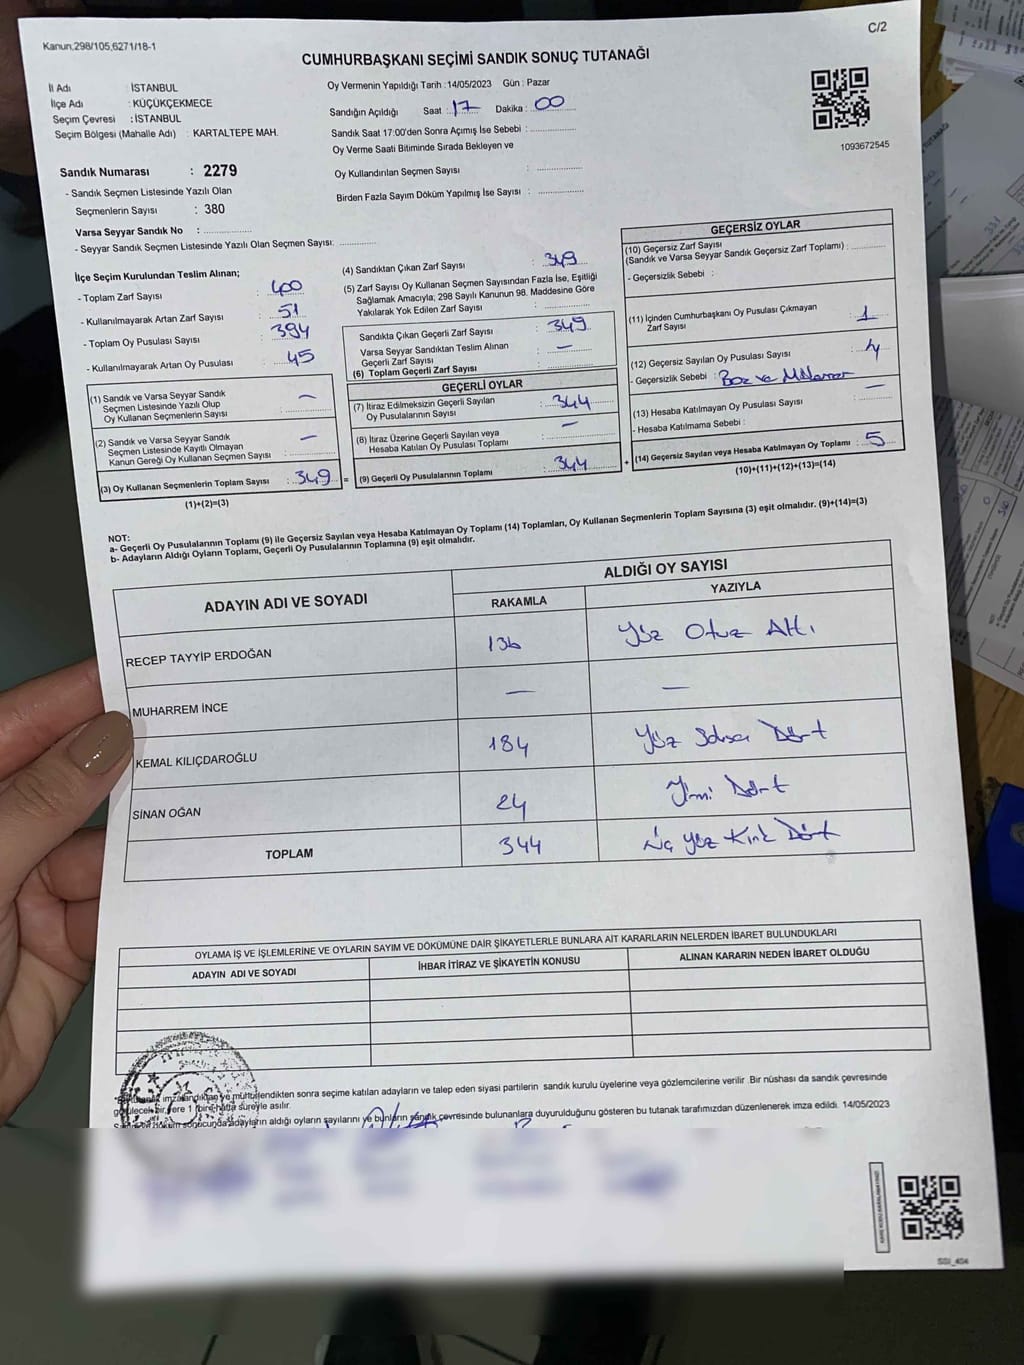 Kanun,298/105,6271/18-1
C/2
CUMHURBAŞKANI SEÇİMİ SANDIK SONUÇ TUTANAĞI
İl Adı : İSTANBUL
İlçe Adı : KÜÇÜKÇEKMECE
Seçim Çevresi : İSTANBUL
Seçim Bölgesi (Mahalle Adı) : KARTALTEPE MAH.
Oy Vermenin Yapıldığı Tarih :14/05/2023 Gün : Pazar
Sandığın Açıldığı Saat : 17 Dakika : 00
Sandık Saat 17:00'den Sonra Açımış İse Sebebi :
Oy Verme Saati Bitiminde Sırada Bekleyen ve
Oy Kullandırılan Seçmen Sayısı :
Birden Fazla Sayım Döküm Yapılmış İse Sayısı :
1093672545
Sandık Numarası : 2279
- Sandık Seçmen Listesinde Yazılı Olan
Seçmenlerin Sayısı : 380
Varsa Seyyar Sandık No :
- Seyyar Sandık Seçmen Listesinde Yazılı Olan Seçmen Sayısı:
İlçe Seçim Kurulundan Teslim Alınan;
- Toplam Zarf Sayısı : 400
- Kullanılmayarak Artan Zarf Sayısı : 51
- Toplam Oy Pusulası Sayısı : 394
- Kullanılmayarak Artan Oy Pusulası : 45
(1) Sandık ve Varsa Seyyar Sandık
Seçmen Listesinde Yazılı Olup
Oy Kullanan Seçmenlerin Sayısı : —
(2) Sandık ve Varsa Seyyar Sandık
Seçmen Listesinde Kayıtlı Olmayan
Kanun Gereği Oy Kullanan Seçmen Sayısı : —
(3) Oy Kullanan Seçmenlerin Toplam Sayısı : 349
(1)+(2)=(3)
(4) Sandıktan Çıkan Zarf Sayısı : 349
(5) Zarf Sayısı Oy Kullanan Seçmen Sayısından Fazla İse, Eşitliği
Sağlamak Amacıyla; 298 Sayılı Kanunun 98. Maddesine Göre
Yakılarak Yok Edilen Zarf Sayısı :
Sandıkta Çıkan Geçerli Zarf Sayısı : 349
Varsa Seyyar Sandıktan Teslim Alınan
Geçerli Zarf Sayısı : —
(6) Toplam Geçerli Zarf Sayısı :
GEÇERLİ OYLAR
(7) İtiraz Edilmeksizin Geçerli Sayılan
Oy Pusulalarının Sayısı : 344
(8) İtiraz Üzerine Geçerli Sayılan veya
Hesaba Katılan Oy Pusulası Toplamı : —
= (9) Geçerli Oy Pusulalarının Toplamı : 344
GEÇERSİZ OYLAR
(10) Geçersiz Zarf Sayısı
(Sandık ve Varsa Seyyar Sandık Geçersiz Zarf Toplamı) :
- Geçersizlik Sebebi :
(11) İçinden Cumhurbaşkanı Oy Pusulası Çıkmayan
Zarf Sayısı : 1
(12) Geçersiz Sayılan Oy Pusulası Sayısı : 4
- Geçersizlik Sebebi :
(13) Hesaba Katılmayan Oy Pusulası Sayısı : —
- Hesaba Katılmama Sebebi :
+ (14) Geçersiz Sayılan veya Hesaba Katılmayan Oy Toplamı : 5
(10)+(11)+(12)+(13)=(14)
NOT:
a- Geçerli Oy Pusulalarının Toplamı (9) ile Geçersiz Sayılan veya Hesaba Katılmayan Oy Toplamı (14) Toplamları, Oy Kullanan Seçmenlerin Toplam Sayısına (3) eşit olmalıdır. (9)+(14)=(3)
b- Adayların Aldığı Oyların Toplamı, Geçerli Oy Pusulalarının Toplamına (9) eşit olmalıdır.
ADAYIN ADI VE SOYADI
ALDIĞI OY SAYISI
RAKAMLA YAZIYLA
RECEP TAYYİP ERDOĞAN 136 Yüz Otuz Altı
MUHARREM İNCE — —
KEMAL KILIÇDAROĞLU 184 Yüz Seksen Dört
SİNAN OĞAN 24 Yirmi Dört
TOPLAM 344 Üç Yüz Kırk Dört
OYLAMA İŞ VE İŞLEMLERİNE VE OYLARIN SAYIM VE DÖKÜMÜNE DAİR ŞİKAYETLERLE BUNLARA AİT KARARLARIN NELERDEN İBARET BULUNDUKLARI
ADAYIN ADI VE SOYADI İHBAR İTİRAZ VE ŞİKAYETİN KONUSU ALINAN KARARIN NEDEN İBARET OLDUĞU
imzalandıktan ve mühürlendikten sonra seçime katılan adayların ve talep eden siyasi partilerin sandık kurulu üyelerine veya gözlemcilerine verilir .Bir nüshası da sandık çevresinde
görülecek bir yere 1 (bir) hafta süreyle asılır.
adayların aldığı oyların sayılarını ve bunların sandık çevresinde bulunanlara duyurulduğunu gösteren bu tutanak tarafımızdan düzenlenerek imza edildi. 14/05/2023
SSI_404